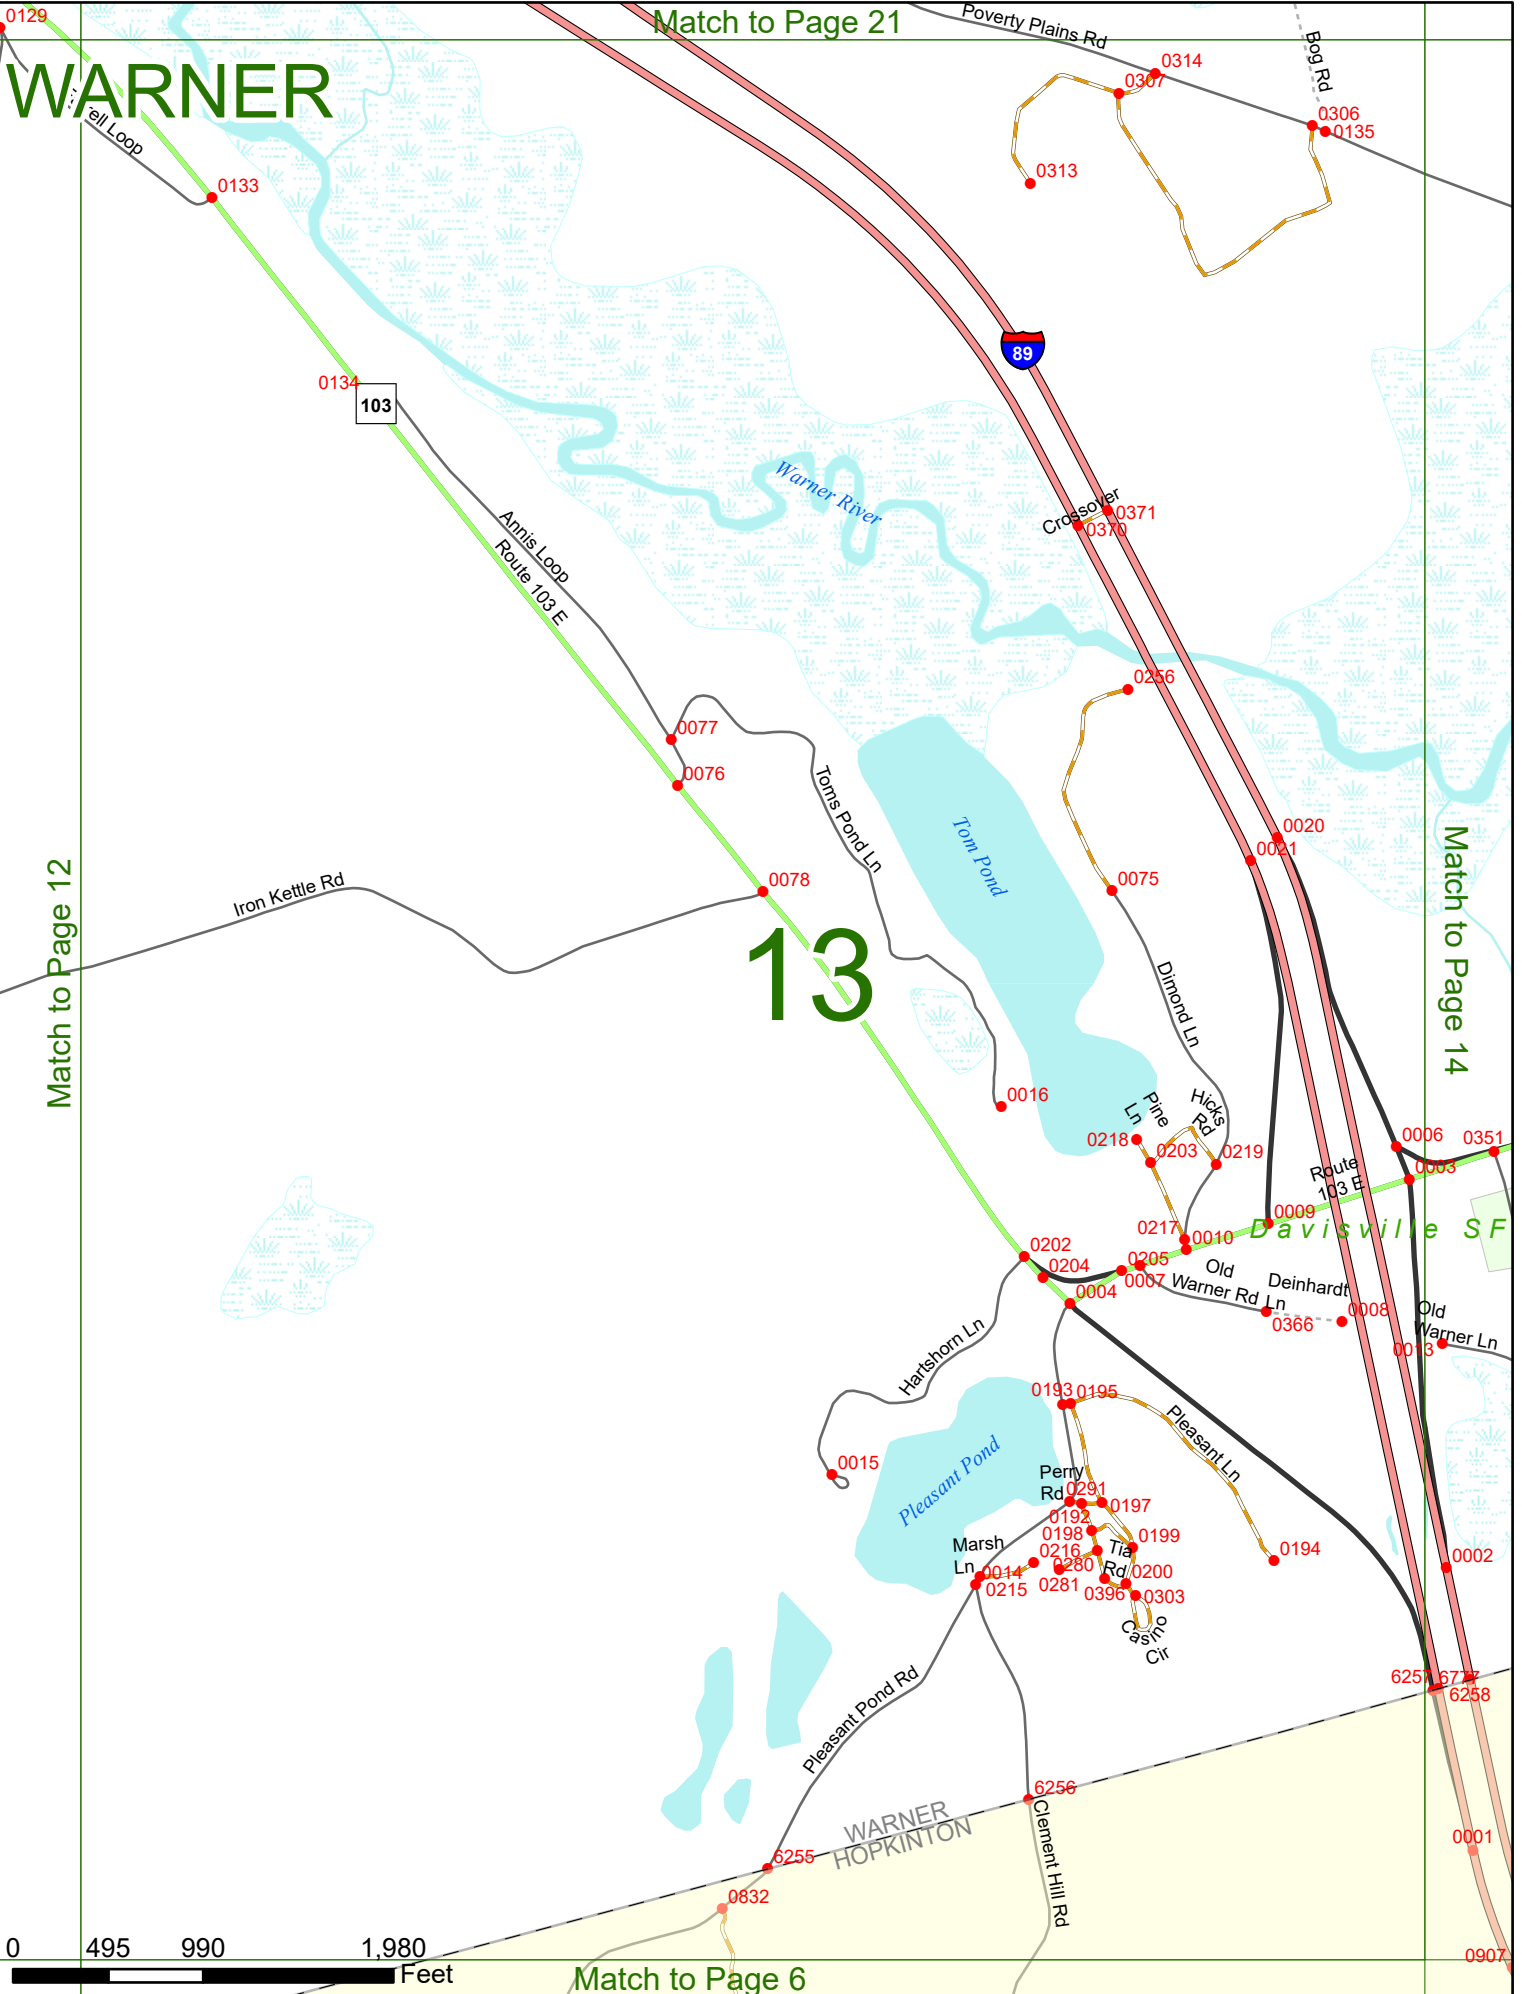 0129
Match to Page 21
Poverty Plains Rd
Bog Rd
WARNER
0314
0307
0306
0135
ell Loop
0133
0313
89
0134
103
Warner River
Annis Loop
Route 103 E
Crossover
0371
0370
0256
0077
0076
Toms Pond Ln
Tom Pond
0020
0021
Match to Page 12
Match to Page 14
Iron Kettle Rd
0078
0075
13
Dimond Ln
0016
Pine
Ln
Hicks
Rd
0218
0203
0219
0006
0351
0003
Route
103 E
0009
Davisville SF
0217
0010
0202
0205
0204
0007
0004
Old
Warner Rd
Deinhardt
Ln
0366
0008
Old
Warner Ln
0013
Hartshorn Ln
0193
0195
Pleasant Ln
0015
Pleasant Pond
Perry
Rd
0291
0197
0192
0198
0199
Marsh
Ln
0216
Tia
Rd
0194
0002
0014
0280
0200
0215
0281
0396
0303
Casino
Cir
Pleasant Pond Rd
6257
6777
6258
6256
WARNER
HOPKINTON
Clement Hill Rd
0001
6255
0832
0907
0 495 990 1,980
Feet
Match to Page 6